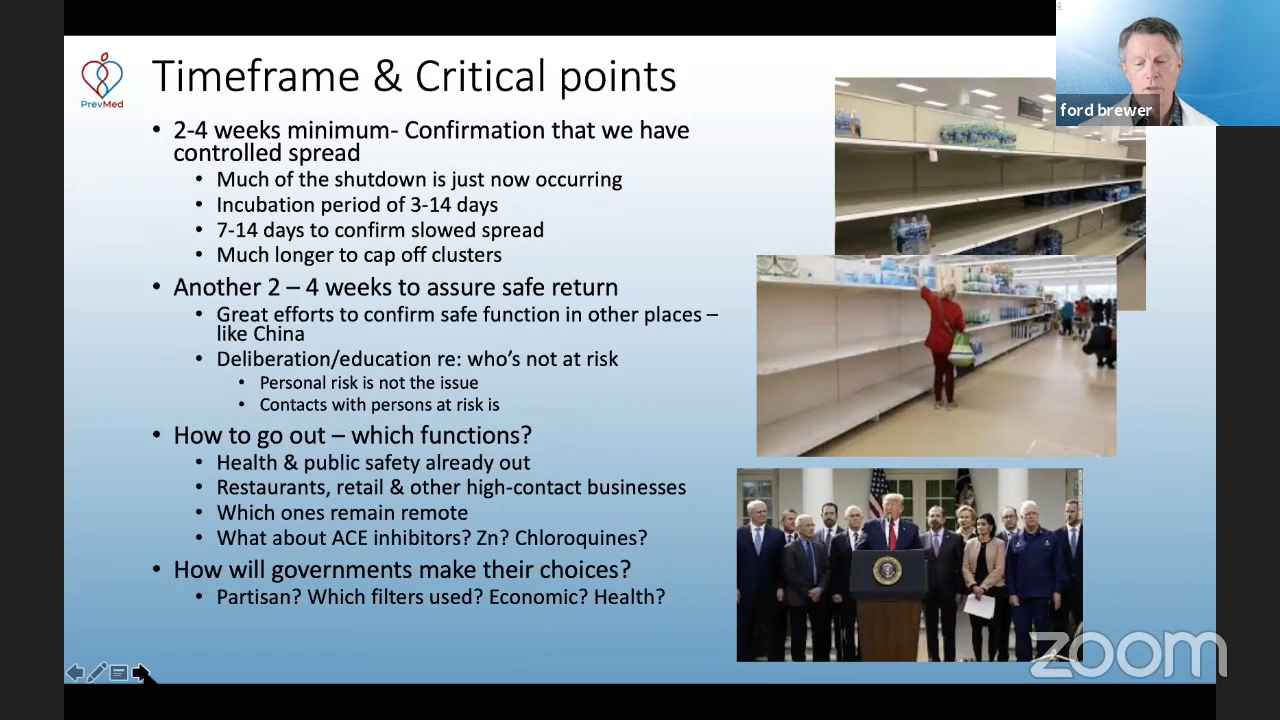 ford brewer
PrevMed
Timeframe & Critical points
• 2-4 weeks minimum- Confirmation that we have
controlled spread
• Much of the shutdown is just now occurring
• Incubation period of 3-14 days
• 7-14 days to confirm slowed spread
• Much longer to cap off clusters
• Another 2 – 4 weeks to assure safe return
• Great efforts to confirm safe function in other places –
like China
• Deliberation/education re: who's not at risk
• Personal risk is not the issue
• Contacts with persons at risk is
• How to go out – which functions?
• Health & public safety already out
• Restaurants, retail & other high-contact businesses
• Which ones remain remote
• What about ACE inhibitors? Zn? Chloroquines?
• How will governments make their choices?
• Partisan? Which filters used? Economic? Health?
zoom